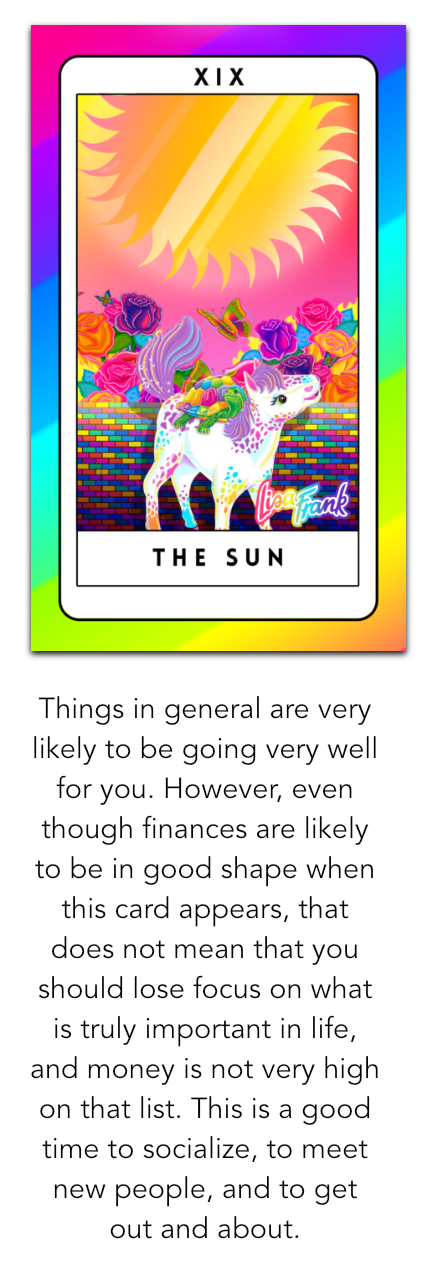 XIX
Lisa Frank
THE SUN
Things in general are very
likely to be going very well
for you. However, even
though finances are likely
to be in good shape when
this card appears, that
does not mean that you
should lose focus on what
is truly important in life,
and money is not very high
on that list. This is a good
time to socialize, to meet
new people, and to get
out and about.